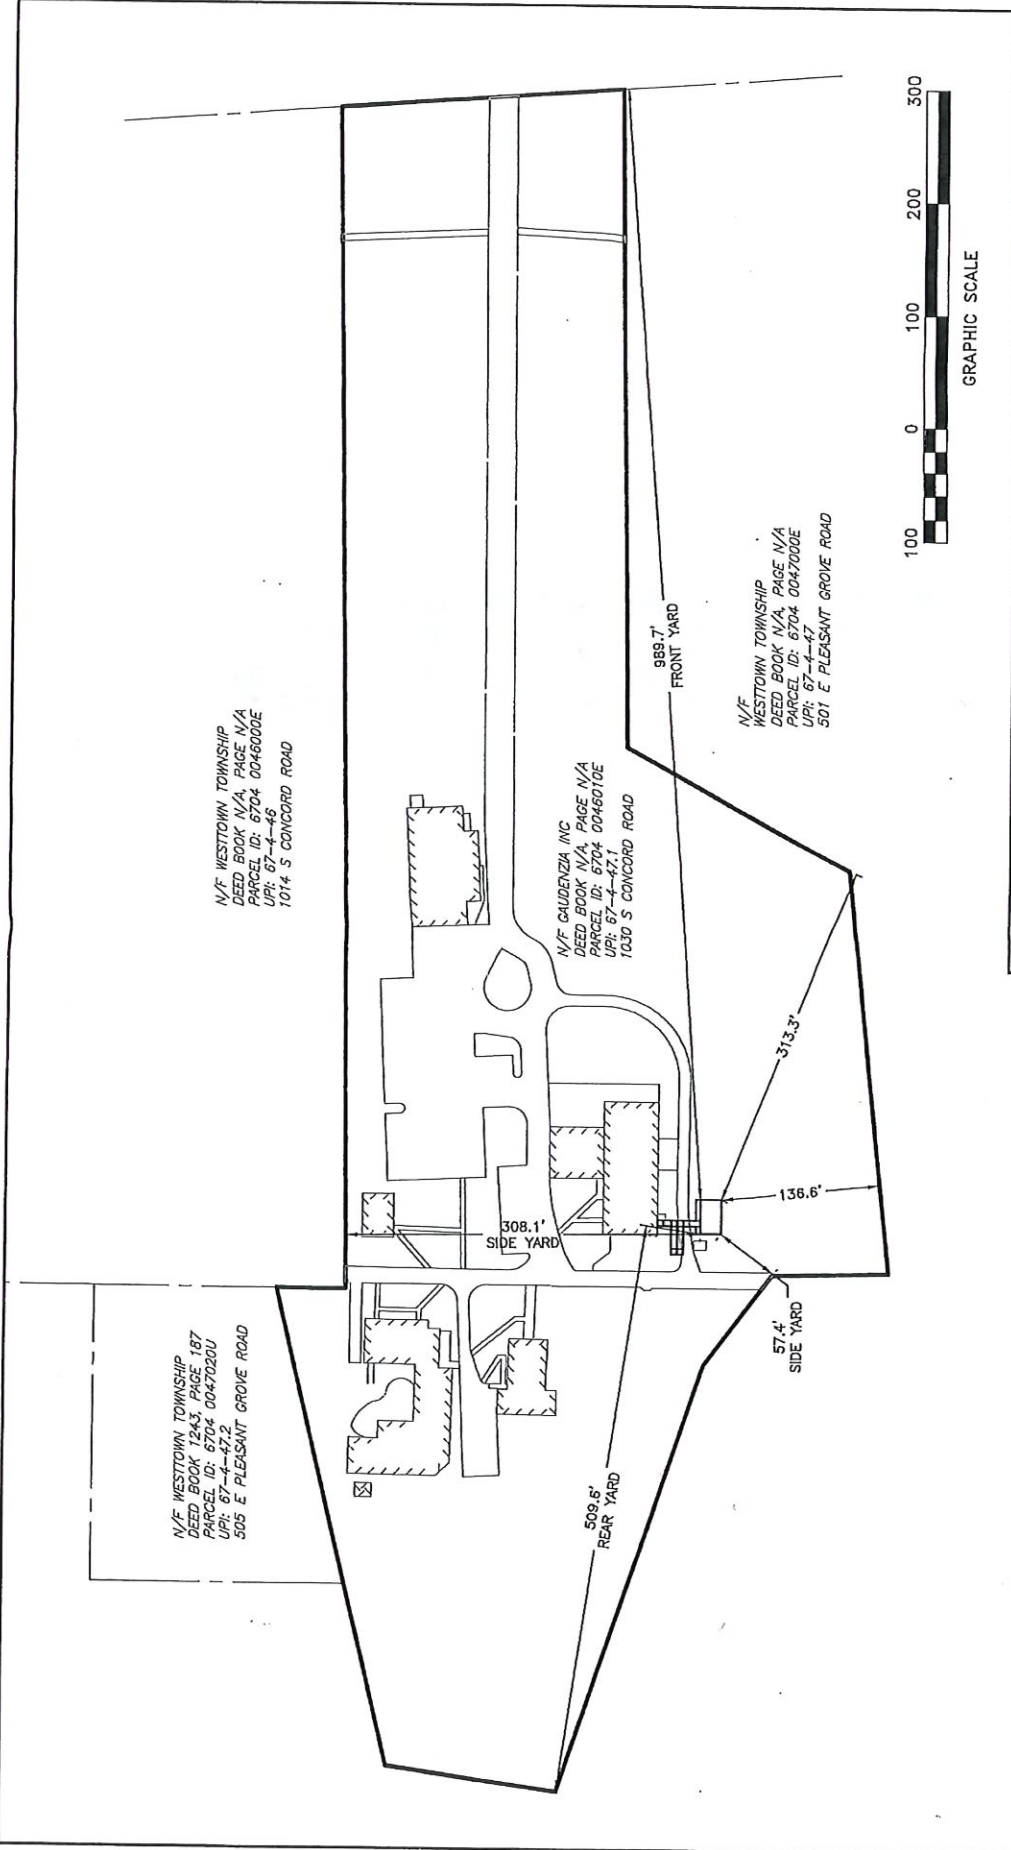 N/F WESTTOWN TOWNSHIP
DEED BOOK 1243, PAGE 187
PARCEL ID: 6704 0047020U
UPI: 67-4-47.2
505 E PLEASANT GROVE ROAD
N/F WESTTOWN TOWNSHIP
DEED BOOK N/A, PAGE N/A
PARCEL ID: 6704 0046000E
UPI: 67-4-46
1014 S CONCORD ROAD
N/F GAUDENZIA INC
DEED BOOK N/A, PAGE N/A
PARCEL ID: 6704 0046010E
UPI: 67-4-47.1
1030 S CONCORD ROAD
308.1'
SIDE YARD
509.6'
REAR YARD
989.7'
FRONT YARD
N/F
WESTTOWN TOWNSHIP
DEED BOOK N/A, PAGE N/A
PARCEL ID: 6704 0047000E
UPI: 67-4-47
501 E PLEASANT GROVE ROAD
57.4'
SIDE YARD
136.6'
313.3'
100 0 100 200 300
GRAPHIC SCALE